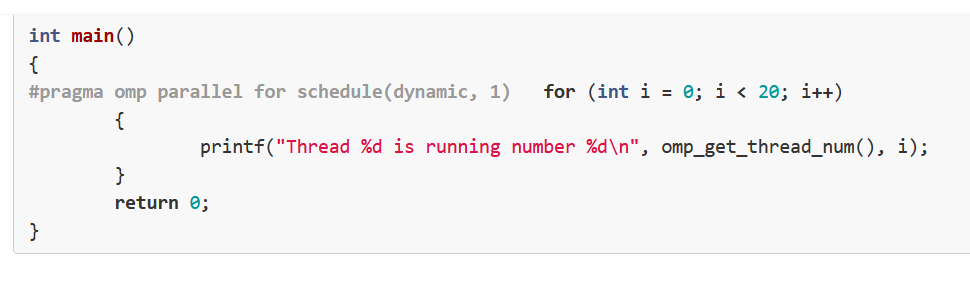 int main()
{
#pragma omp parallel for schedule(dynamic, 1)   for (int i = 0; i < 20; i++)
        {
                printf("Thread %d is running number %d\n", omp_get_thread_num(), i);
        }
        return 0;
}